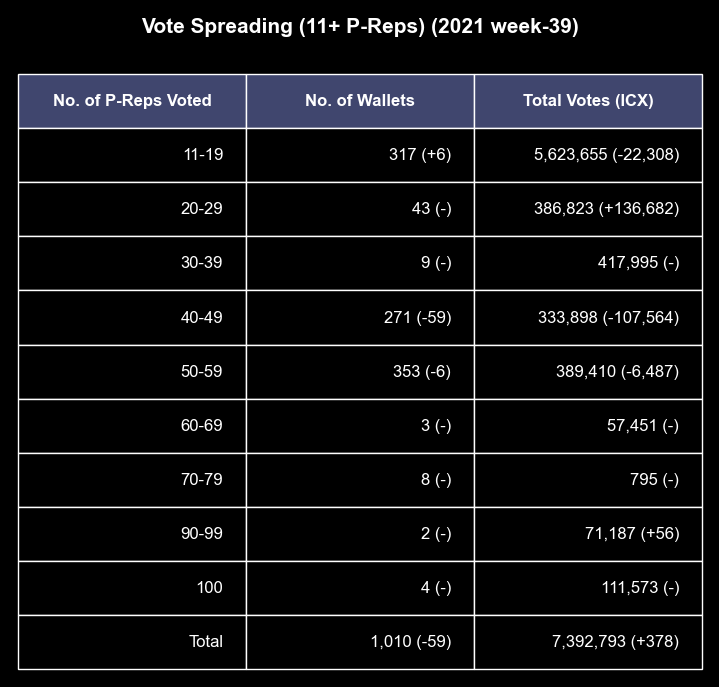 Vote Spreading (11+ P-Reps) (2021 week-39)
No. of P-Reps Voted No. of Wallets Total Votes (ICX)
11-19 317 (+6) 5,623,655 (-22,308)
20-29 43 (-) 386,823 (+136,682)
30-39 9 (-) 417,995 (-)
40-49 271 (-59) 333,898 (-107,564)
50-59 353 (-6) 389,410 (-6,487)
60-69 3 (-) 57,451 (-)
70-79 8 (-) 795 (-)
90-99 2 (-) 71,187 (+56)
100 4 (-) 111,573 (-)
Total 1,010 (-59) 7,392,793 (+378)